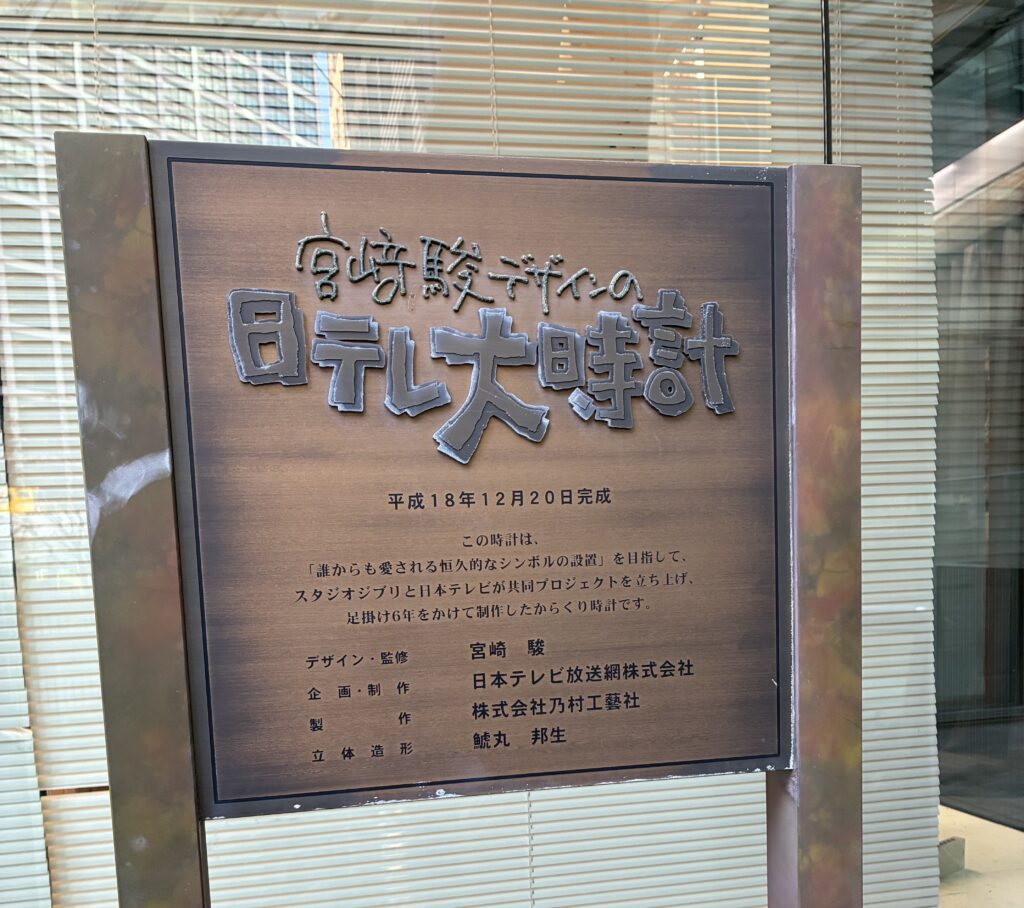 宮﨑駿デザインの
日テレ大時計
平成18年12月20日完成
この時計は、
「誰からも愛される恒久的なシンボルの設置」を目指して、
スタジオジブリと日本テレビが共同プロジェクトを立ち上げ、
足掛け6年をかけて制作したからくり時計です。
デザイン・監修 宮﨑 駿
企画・制作 日本テレビ放送網株式会社
製作 株式会社乃村工藝社
立体造形 鯱丸 邦生